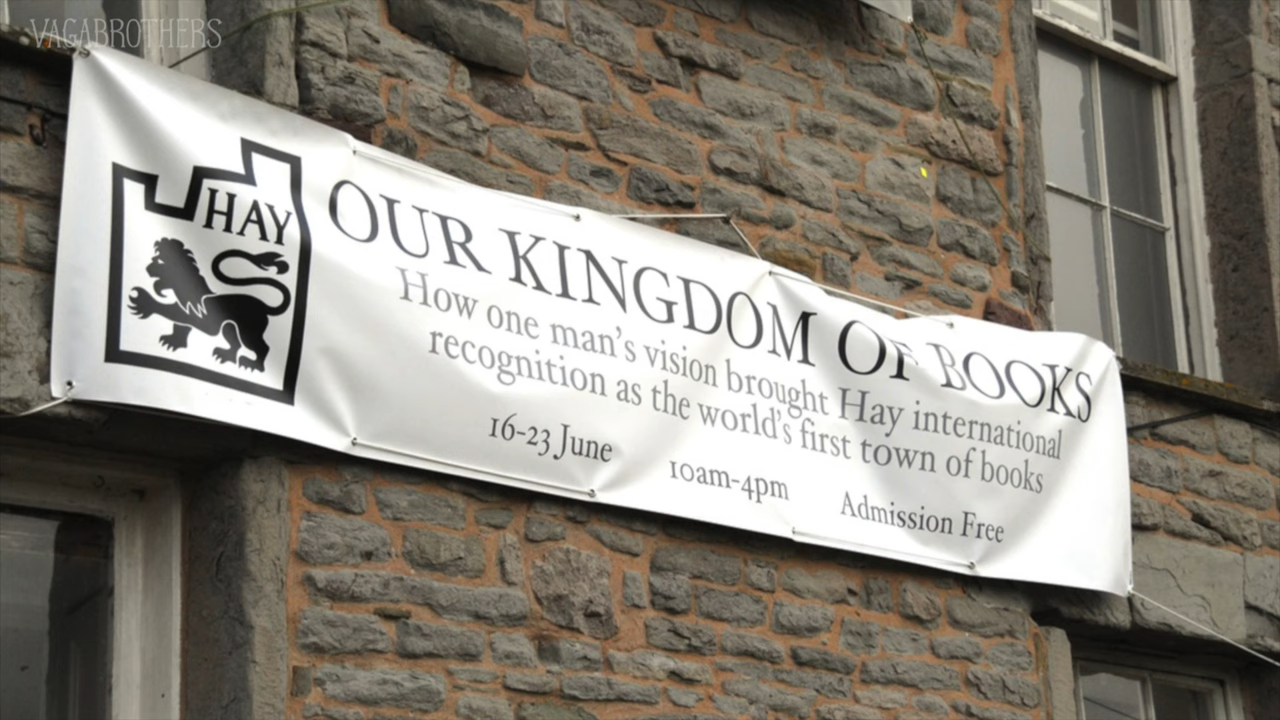 VAGABROTHERS
HAY
OUR KINGDOM OF BOOKS
How one man's vision brought Hay international
recognition as the world's first town of books
16-23 June
10am-4pm
Admission Free